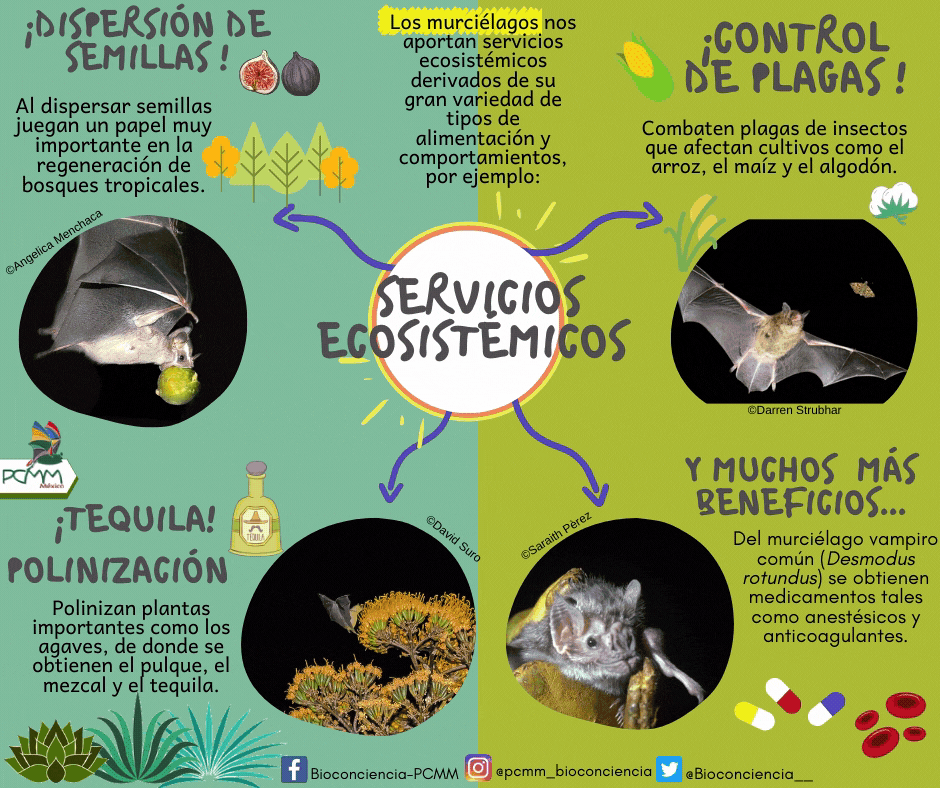 ¡DISPERSIÓN DE
SEMILLAS !
Al dispersar semillas
juegan un papel muy
importante en la
regeneración de
bosques tropicales.
©Angelica Menchaca
Los murciélagos nos
aportan servicios
ecosistémicos
derivados de su
gran variedad de
tipos de
alimentación y
comportamientos,
por ejemplo:
¡CONTROL
DE PLAGAS !
Combaten plagas de insectos
que afectan cultivos como el
arroz, el maíz y el algodón.
©Darren Strubhar
SERVICIOS
ECOSISTÉMICOS
PCMM
México
¡TEQUILA!
POLINIZACIÓN
TEQUILA
Polinizan plantas
importantes como los
agaves, de donde se
obtienen el pulque, el
mezcal y el tequila.
©David Suro
©Saraith Pèrez
Y MUCHOS MÁS
BENEFICIOS...
Del murciélago vampiro
común (Desmodus
rotundus) se obtienen
medicamentos tales
como anestésicos y
anticoagulantes.
Bioconciencia-PCMM
@pcmm_bioconciencia
@Bioconciencia__